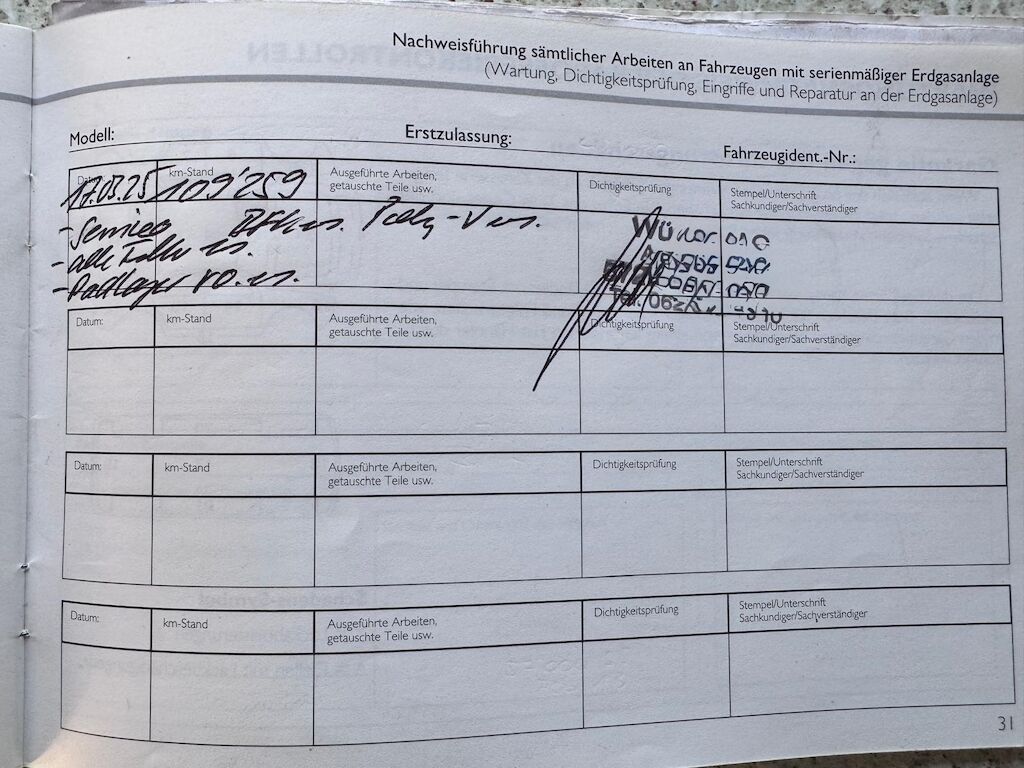 Nachweisführung sämtlicher Arbeiten an Fahrzeugen mit serienmäßiger Erdgasanlage
(Wartung, Dichtigkeitsprüfung, Eingriffe und Reparatur an der Erdgasanlage)
Modell: Erstzulassung: Fahrzeugident.-Nr.:
km-Stand Ausgeführte Arbeiten, Dichtigkeitsprüfung Stempel/Unterschrift
getauschte Teile usw. Sachkundiger/Sachverständiger
17.03.25 109'259
- Service
- alle
- Radlager
Datum: km-Stand Ausgeführte Arbeiten, Dichtigkeitsprüfung Stempel/Unterschrift
getauschte Teile usw. Sachkundiger/Sachverständiger
Datum: km-Stand Ausgeführte Arbeiten, Dichtigkeitsprüfung Stempel/Unterschrift
getauschte Teile usw. Sachkundiger/Sachverständiger
Datum: km-Stand Ausgeführte Arbeiten, Dichtigkeitsprüfung Stempel/Unterschrift
getauschte Teile usw. Sachkundiger/Sachverständiger
31